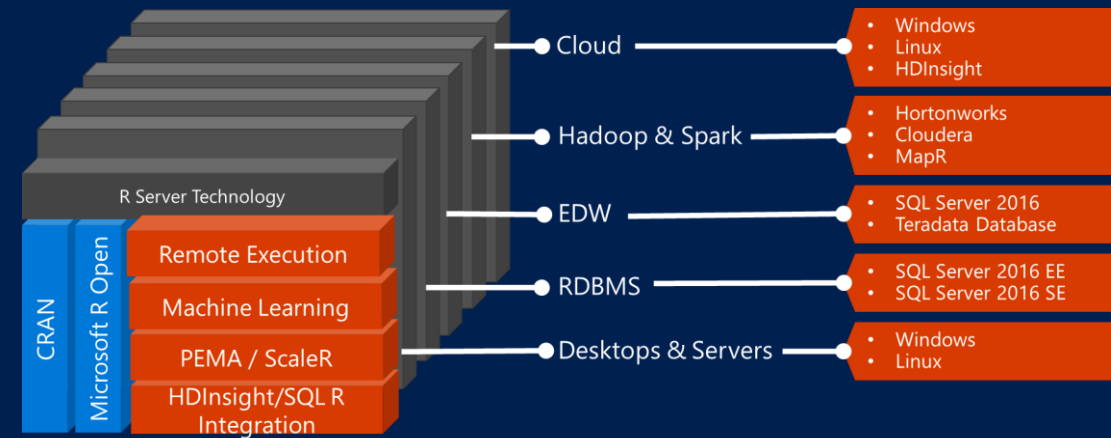 R Server Technology
CRAN
Microsoft R Open
Remote Execution
Machine Learning
PEMA / ScaleR
HDInsight/SQL R
Integration
Cloud
• Windows
• Linux
• HDInsight
Hadoop & Spark
• Hortonworks
• Cloudera
• MapR
EDW
• SQL Server 2016
• Teradata Database
RDBMS
• SQL Server 2016 EE
• SQL Server 2016 SE
Desktops & Servers
• Windows
• Linux